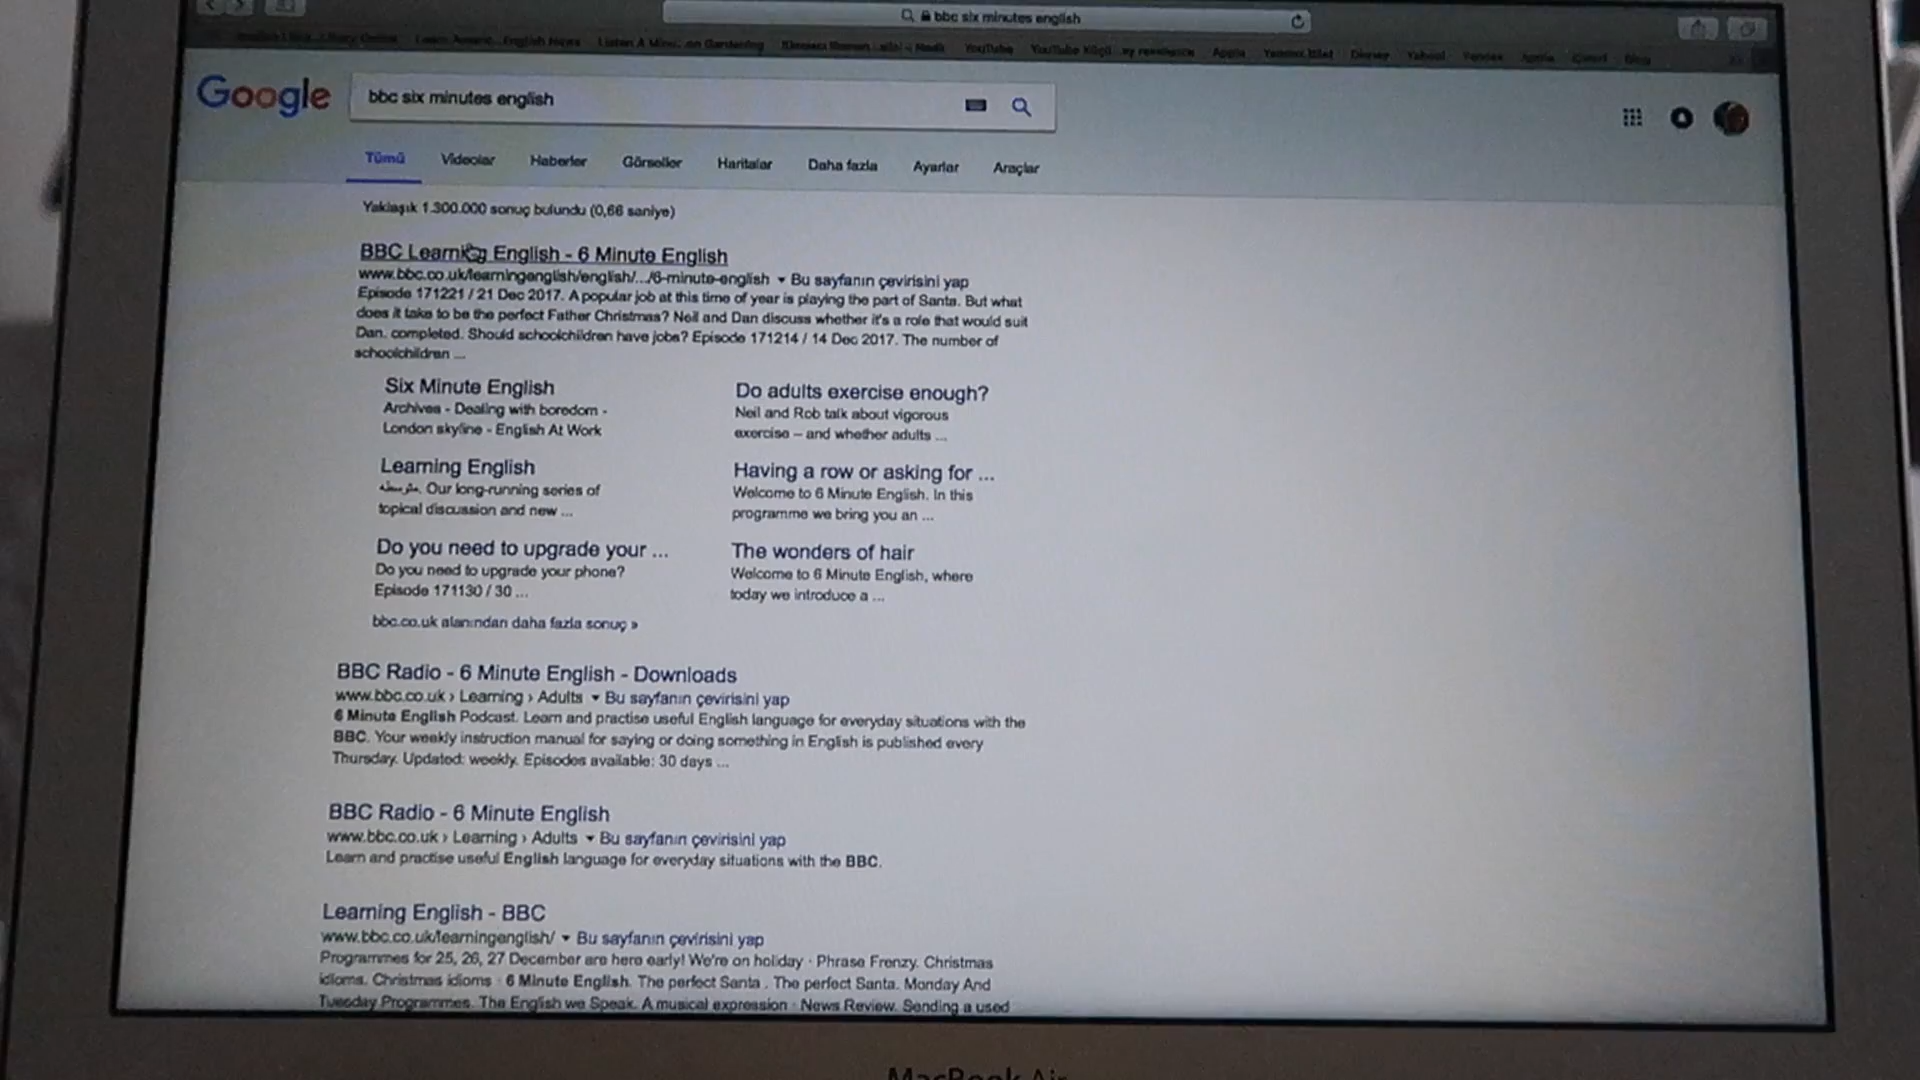 bbc six minutes english
YouTube
Google
bbc six minutes english
Tümü Videolar Haberler Görseller Haritalar Daha fazla Ayarlar Araçlar
Yaklaşık 1.300.000 sonuç bulundu (0,66 saniye)
BBC Learning English - 6 Minute English
www.bbc.co.uk/learningenglish/english/.../6-minute-english Bu sayfanın çevirisini yap
Episode 171221 / 21 Dec 2017. A popular job at this time of year is playing the part of Santa. But what
does it take to be the perfect Father Christmas? Neil and Dan discuss whether it's a role that would suit
Dan. completed. Should schoolchildren have jobs? Episode 171214 / 14 Dec 2017. The number of
schoolchildren ...
Six Minute English
Archives - Dealing with boredom -
London skyline - English At Work
Do adults exercise enough?
Neil and Rob talk about vigorous
exercise – and whether adults ...
Learning English
Our long-running series of
topical discussion and new ...
Having a row or asking for ...
Welcome to 6 Minute English. In this
programme we bring you an ...
Do you need to upgrade your ...
Do you need to upgrade your phone?
Episode 171130 / 30 ...
The wonders of hair
Welcome to 6 Minute English, where
today we introduce a ...
bbc.co.uk alanından daha fazla sonuç »
BBC Radio - 6 Minute English - Downloads
www.bbc.co.uk › Learning › Adults Bu sayfanın çevirisini yap
6 Minute English Podcast. Learn and practise useful English language for everyday situations with the
BBC. Your weekly instruction manual for saying or doing something in English is published every
Thursday. Updated: weekly. Episodes available: 30 days ...
BBC Radio - 6 Minute English
www.bbc.co.uk › Learning › Adults Bu sayfanın çevirisini yap
Learn and practise useful English language for everyday situations with the BBC.
Learning English - BBC
www.bbc.co.uk/learningenglish/ Bu sayfanın çevirisini yap
Programmes for 25, 26, 27 December are here early! We're on holiday · Phrase Frenzy. Christmas
idioms. Christmas idioms · 6 Minute English. The perfect Santa . The perfect Santa. Monday And
Tuesday Programmes. The English we Speak. A musical expression · News Review. Sending a used
MacBook Air